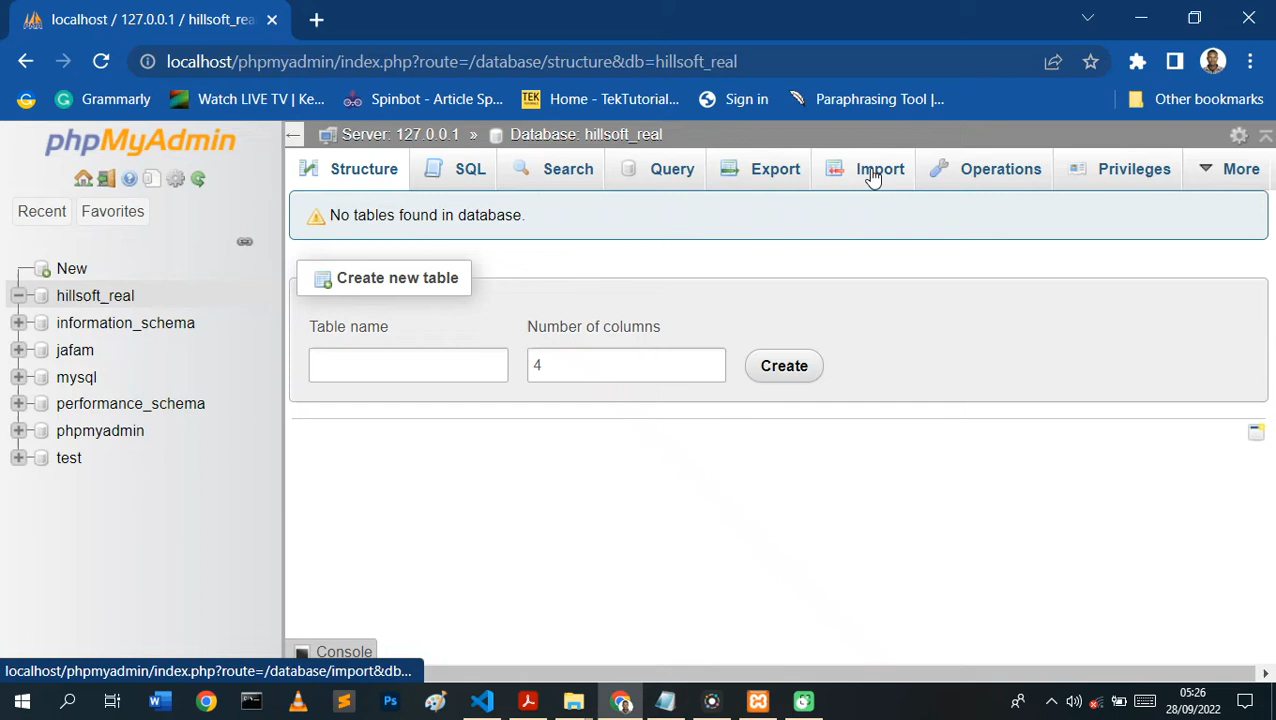 localhost / 127.0.0.1 / hillsoft_rea
localhost/phpmyadmin/index.php?route=/database/structure&db=hillsoft_real
Grammarly
Watch LIVE TV | Ke...
Spinbot - Article Sp...
TEK
Home - TekTutorial...
Sign in
Paraphrasing Tool |...
Other bookmarks
phpMyAdmin
Recent
Favorites
New
hillsoft_real
information_schema
jafam
mysql
performance_schema
phpmyadmin
test
Server: 127.0.0.1 » Database: hillsoft_real
Structure
SQL
Search
Query
Export
Import
Operations
Privileges
More
No tables found in database.
Create new table
Table name
Number of columns
4
Create
Console
localhost/phpmyadmin/index.php?route=/database/import&db...
05:26
28/09/2022